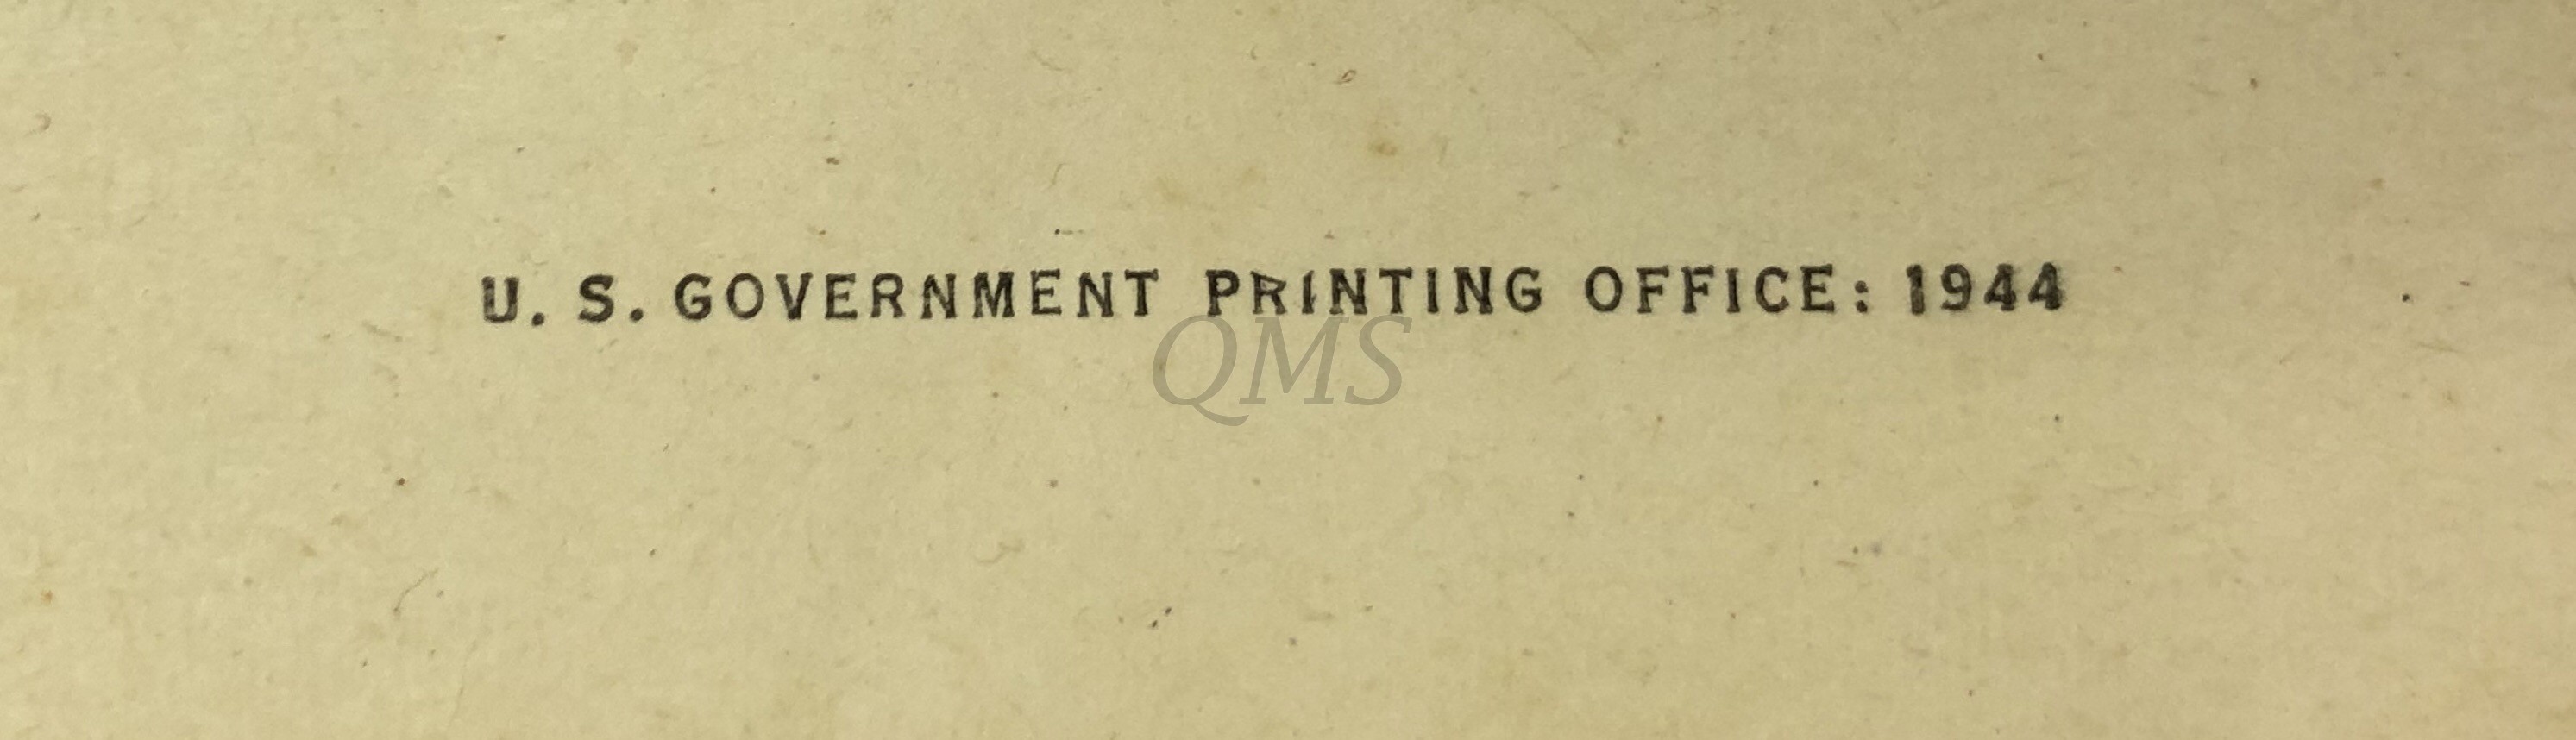 U. S. GOVERNMENT PRINTING OFFICE: 1944
QMS